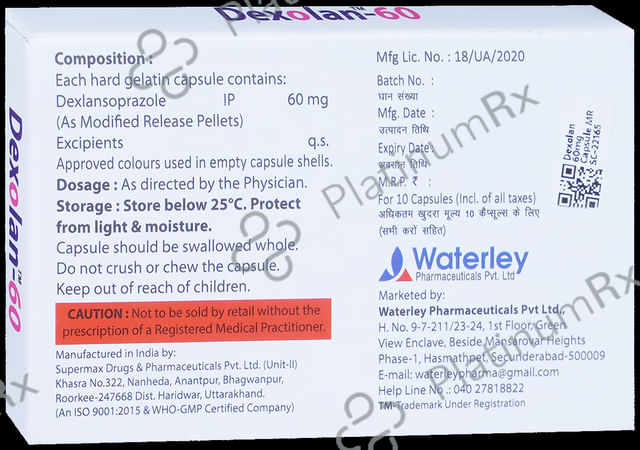 Dexolan™-60
Composition :
Each hard gelatin capsule contains:
Dexlansoprazole IP 60 mg
(As Modified Release Pellets)
Excipients q.s.
Approved colours used in empty capsule shells.
Dosage : As directed by the Physician.
Storage : Store below 25°C. Protect
from light & moisture.
Capsule should be swallowed whole.
Do not crush or chew the capsule.
Keep out of reach of children.
CAUTION : Not to be sold by retail without the
prescription of a Registered Medical Practitioner.
Manufactured in India by:
Supermax Drugs & Pharmaceuticals Pvt. Ltd. (Unit-II)
Khasra No.322, Nanheda, Anantpur, Bhagwanpur,
Roorkee-247668 Dist. Haridwar, Uttarakhand.
(An ISO 9001:2015 & WHO-GMP Certified Company)
Mfg Lic. No. : 18/UA/2020
Batch No. :
घान संख्या
Mfg. Date :
उत्पादन तिथि
Expiry Date :
अवसान तिथि
M.R.P. ₹ :
For 10 Capsules (Incl. of all taxes)
अधिकतम खुदरा मूल्य 10 कैप्सूल्स के लिए
(सभी करों सहित)
Waterley
Pharmaceuticals Pvt. Ltd
Marketed by:
Waterley Pharmaceuticals Pvt Ltd.,
H. No. 9-7-211/23-24, 1st Floor, Green
View Enclave, Beside Mansarovar Heights
Phase-1, Hasmathpet, Secunderabad-500009
E-mail: waterleypharma@gmail.com
Help Line No.: 040 27818822
TM-Trademark Under Registration
Dexolan
60mg
Capsule MR
SC-22165
Dexolan™-60
PlatinumRx
PlatinumRx
PlatinumRx
Rx